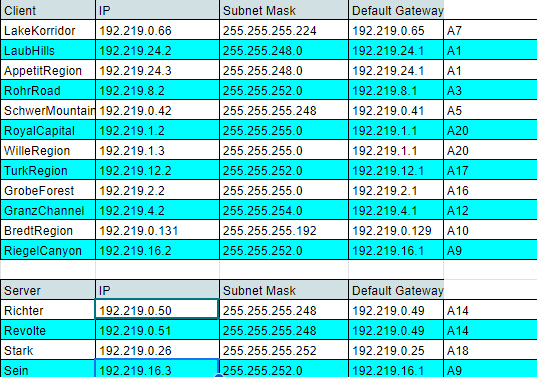 Client IP Subnet Mask Default Gateway
LakeKorridor 192.219.0.66 255.255.255.224 192.219.0.65 A7
LaubHills 192.219.24.2 255.255.248.0 192.219.24.1 A1
AppetitRegion 192.219.24.3 255.255.248.0 192.219.24.1 A1
RohrRoad 192.219.8.2 255.255.252.0 192.219.8.1 A3
SchwerMountain 192.219.0.42 255.255.255.248 192.219.0.41 A5
RoyalCapital 192.219.1.2 255.255.255.0 192.219.1.1 A20
WilleRegion 192.219.1.3 255.255.255.0 192.219.1.1 A20
TurkRegion 192.219.12.2 255.255.252.0 192.219.12.1 A17
GrobeForest 192.219.2.2 255.255.255.0 192.219.2.1 A16
GranzChannel 192.219.4.2 255.255.254.0 192.219.4.1 A12
BredtRegion 192.219.0.131 255.255.255.192 192.219.0.129 A10
RiegelCanyon 192.219.16.2 255.255.252.0 192.219.16.1 A9
Server IP Subnet Mask Default Gateway
Richter 192.219.0.50 255.255.255.248 192.219.0.49 A14
Revolte 192.219.0.51 255.255.255.248 192.219.0.49 A14
Stark 192.219.0.26 255.255.255.252 192.219.0.25 A18
Sein 192.219.16.3 255.255.252.0 192.219.16.1 A9